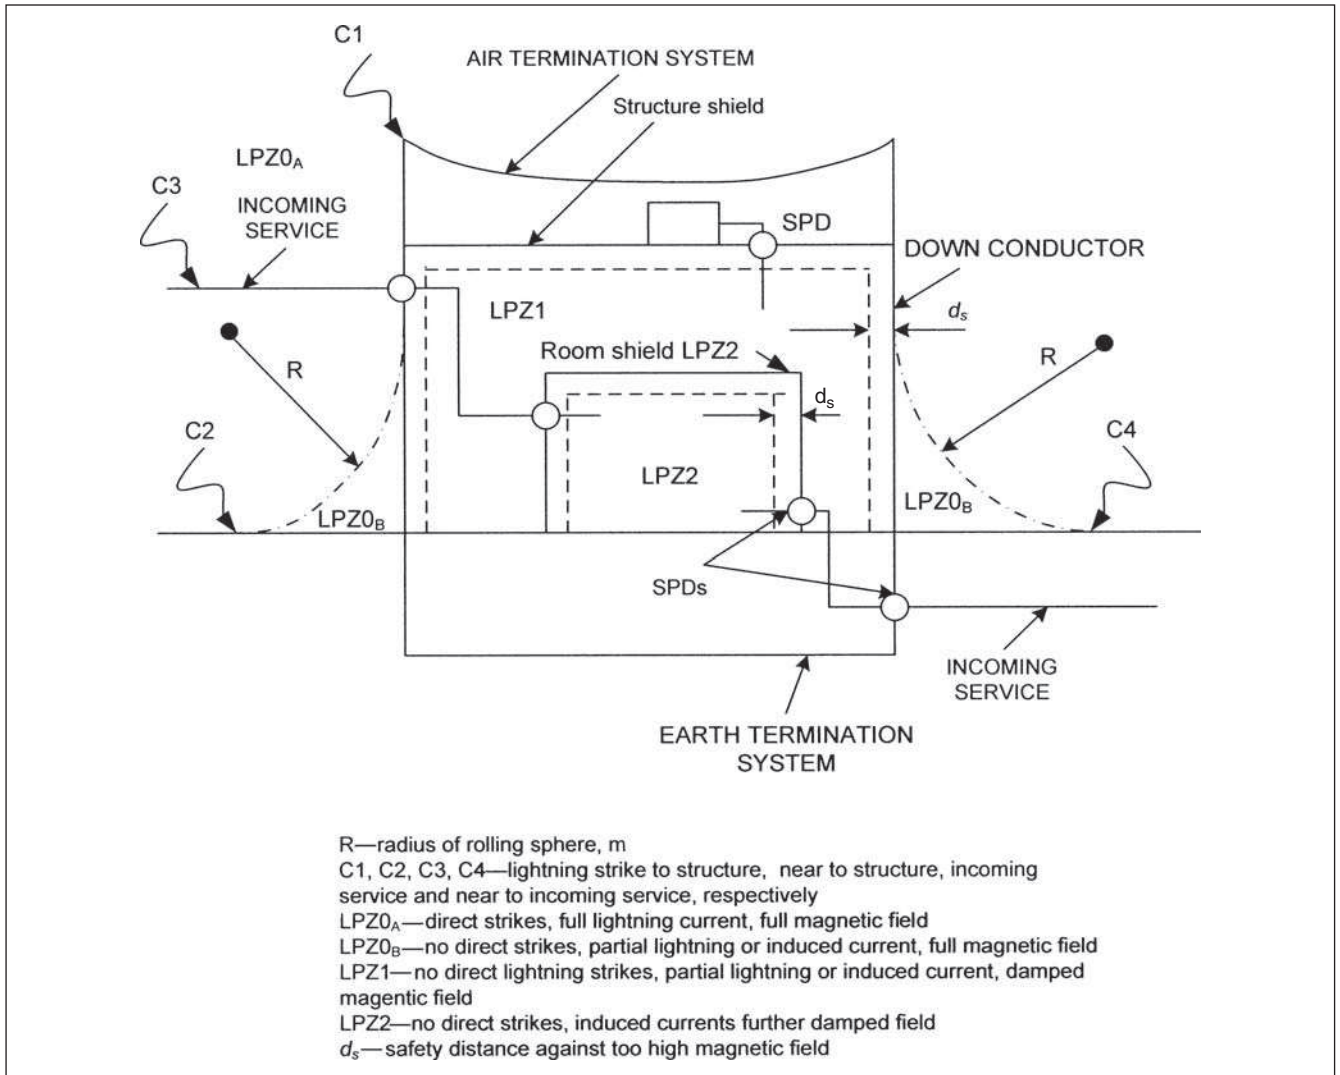 C1
AIR TERMINATION SYSTEM
Structure shield
LPZ0A
C3
INCOMING
SERVICE
SPD
DOWN CONDUCTOR
LPZ1
ds
R
Room shield LPZ2
R
ds
C2
C4
LPZ2
LPZ0B
LPZ0B
SPDs
INCOMING
SERVICE
EARTH TERMINATION
SYSTEM
R—radius of rolling sphere, m
C1, C2, C3, C4—lightning strike to structure, near to structure, incoming
service and near to incoming service, respectively
LPZ0A—direct strikes, full lightning current, full magnetic field
LPZ0B—no direct strikes, partial lightning or induced current, full magnetic field
LPZ1—no direct lightning strikes, partial lightning or induced current, damped
magentic field
LPZ2—no direct strikes, induced currents further damped field
ds—safety distance against too high magnetic field